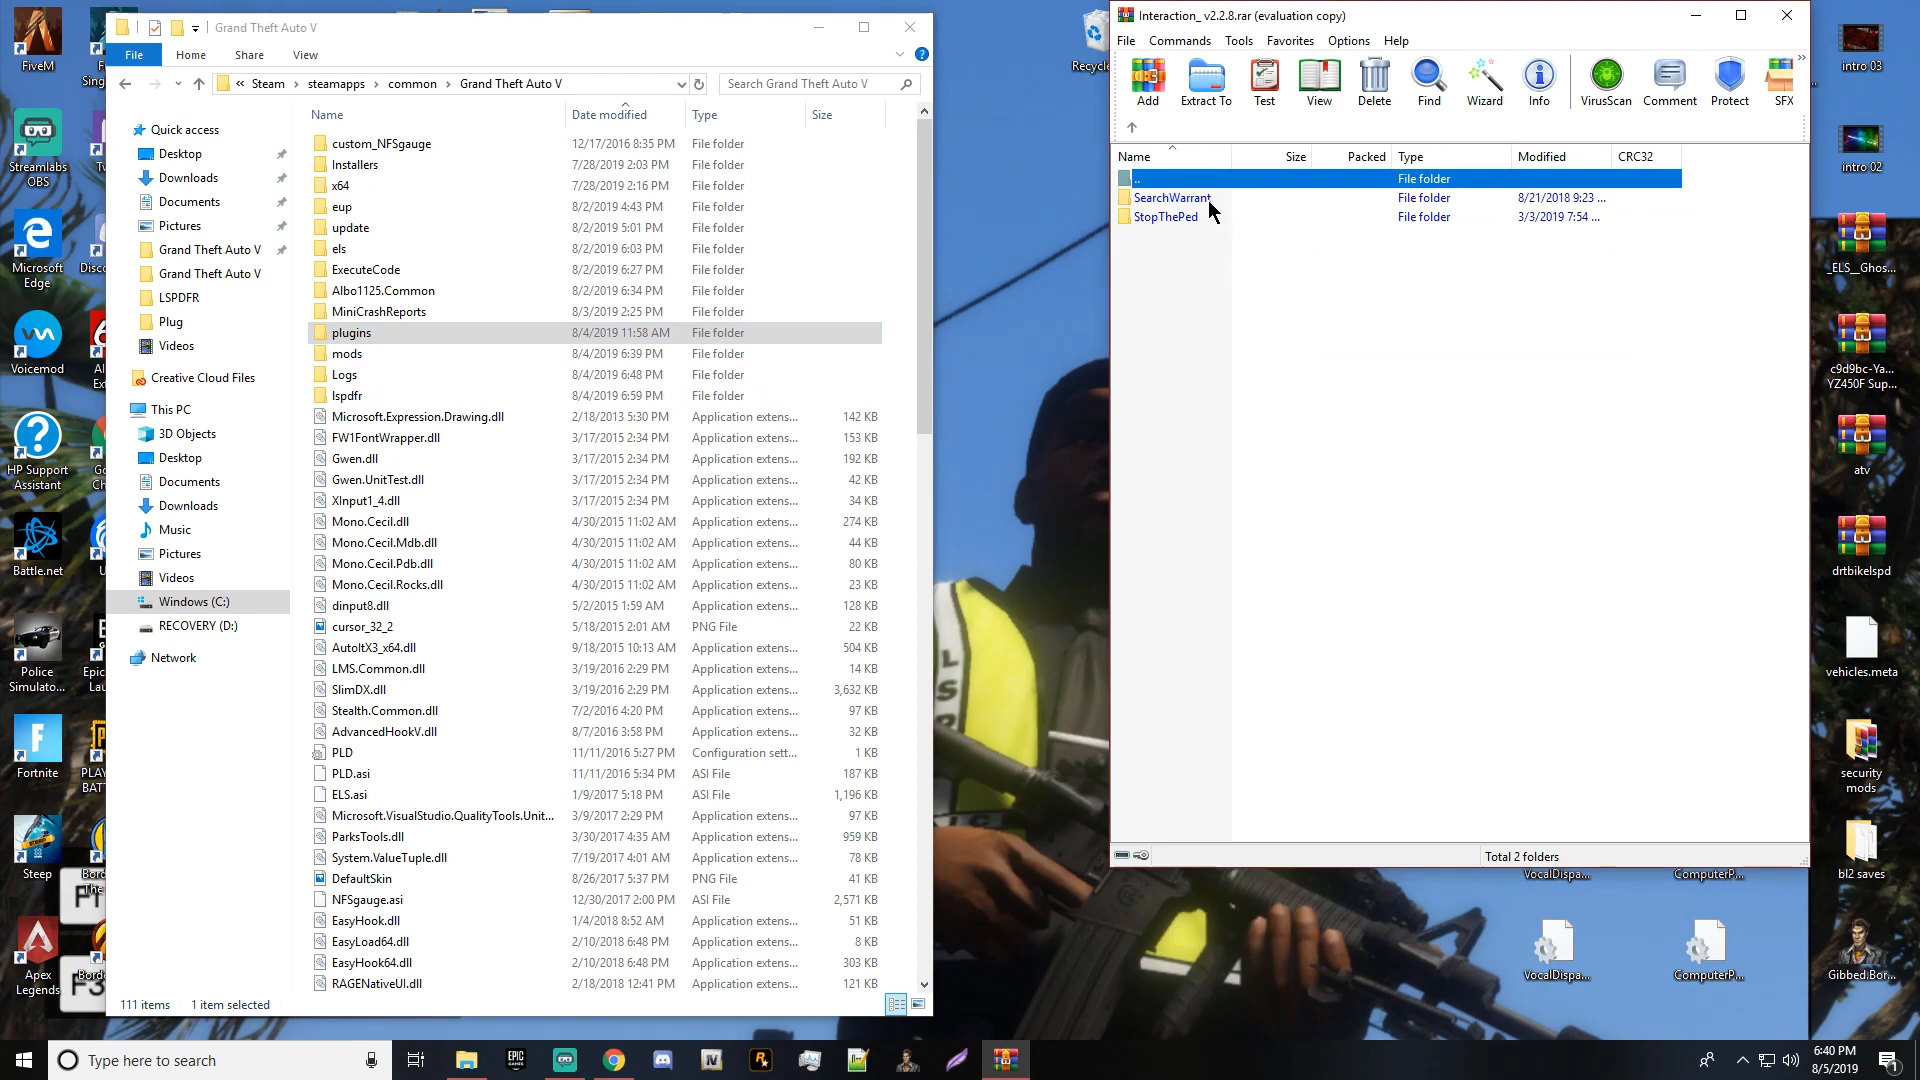 Grand Theft Auto V
File
Home
Share
View
« Steam › steamapps › common › Grand Theft Auto V
Search Grand Theft Auto V
Name
Date modified
Type
Size
Quick access
Desktop
Downloads
Documents
Pictures
Grand Theft Auto V
Grand Theft Auto V
LSPDFR
Plug
Videos
Creative Cloud Files
This PC
3D Objects
Desktop
Documents
Downloads
Music
Pictures
Videos
Windows (C:)
RECOVERY (D:)
Network
custom_NFSgauge 12/17/2016 8:35 PM File folder
Installers 7/28/2019 2:03 PM File folder
x64 7/28/2019 2:16 PM File folder
eup 8/2/2019 4:43 PM File folder
update 8/2/2019 5:01 PM File folder
els 8/2/2019 6:03 PM File folder
ExecuteCode 8/2/2019 6:27 PM File folder
Albo1125.Common 8/2/2019 6:34 PM File folder
MiniCrashReports 8/3/2019 2:25 PM File folder
plugins 8/4/2019 11:58 AM File folder
mods 8/4/2019 6:39 PM File folder
Logs 8/4/2019 6:48 PM File folder
lspdfr 8/4/2019 6:59 PM File folder
Microsoft.Expression.Drawing.dll 2/18/2013 5:30 PM Application extens... 142 KB
FW1FontWrapper.dll 3/17/2015 2:34 PM Application extens... 153 KB
Gwen.dll 3/17/2015 2:34 PM Application extens... 192 KB
Gwen.UnitTest.dll 3/17/2015 2:34 PM Application extens... 42 KB
XInput1_4.dll 3/17/2015 2:34 PM Application extens... 34 KB
Mono.Cecil.dll 4/30/2015 11:02 AM Application extens... 274 KB
Mono.Cecil.Mdb.dll 4/30/2015 11:02 AM Application extens... 44 KB
Mono.Cecil.Pdb.dll 4/30/2015 11:02 AM Application extens... 80 KB
Mono.Cecil.Rocks.dll 4/30/2015 11:02 AM Application extens... 23 KB
dinput8.dll 5/2/2015 1:59 AM Application extens... 128 KB
cursor_32_2 5/18/2015 2:01 AM PNG File 22 KB
AutoItX3_x64.dll 9/18/2015 10:13 AM Application extens... 504 KB
LMS.Common.dll 3/19/2016 2:29 PM Application extens... 14 KB
SlimDX.dll 3/19/2016 2:29 PM Application extens... 3,632 KB
Stealth.Common.dll 7/2/2016 4:20 PM Application extens... 97 KB
AdvancedHookV.dll 8/7/2016 3:58 PM Application extens... 32 KB
PLD 11/11/2016 5:27 PM Configuration sett... 1 KB
PLD.asi 11/11/2016 5:34 PM ASI File 187 KB
ELS.asi 1/9/2017 5:18 PM ASI File 1,196 KB
Microsoft.VisualStudio.QualityTools.Unit... 3/9/2017 2:29 PM Application extens... 97 KB
ParksTools.dll 3/30/2017 4:35 AM Application extens... 959 KB
System.ValueTuple.dll 7/19/2017 4:01 AM Application extens... 78 KB
DefaultSkin 8/26/2017 5:37 PM PNG File 41 KB
NFSgauge.asi 12/30/2017 2:00 PM ASI File 2,571 KB
EasyHook.dll 1/4/2018 8:52 AM Application extens... 51 KB
EasyLoad64.dll 2/10/2018 6:48 PM Application extens... 8 KB
EasyHook64.dll 2/10/2018 6:48 PM Application extens... 303 KB
RAGENativeUI.dll 2/18/2018 12:41 PM Application extens... 121 KB
111 items 1 item selected
Interaction_ v2.2.8.rar (evaluation copy)
File Commands Tools Favorites Options Help
Add Extract To Test View Delete Find Wizard Info VirusScan Comment Protect SFX
Name Size Packed Type Modified CRC32
.. File folder
SearchWarrant File folder 8/21/2018 9:23 ...
StopThePed File folder 3/3/2019 7:54 ...
Total 2 folders
FiveM
Streamlabs
OBS
Microsoft
Edge
Voicemod
HP Support
Assistant
Battle.net
Police
Simulato...
Fortnite
Steep
Apex
Legends
intro 03
intro 02
_ELS__Ghos...
c9d9bc-Ya...
YZ450F Sup...
atv
drtbikelspd
vehicles.meta
security
mods
bl2 saves
Gibbed.Bor...
VocalDispa...
ComputerP...
VocalDispa...
ComputerP...
Type here to search
6:40 PM
8/5/2019